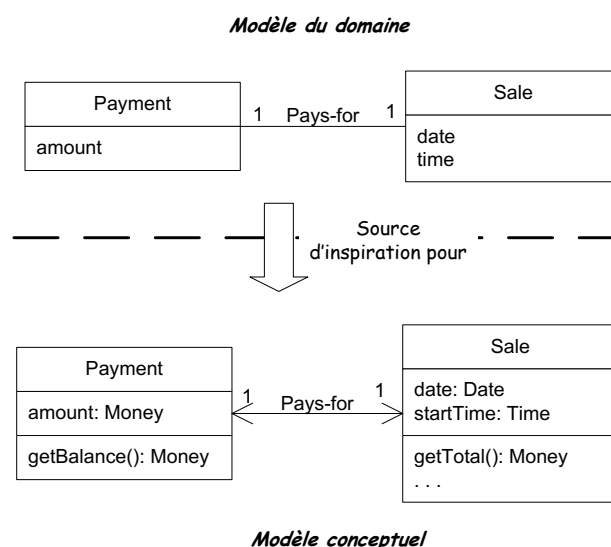 Modèle du domaine
Payment
amount
1 Pays-for 1
Sale
date
time
Source
d'inspiration pour
Payment
amount: Money
getBalance(): Money
1 Pays-for 1
Sale
date: Date
startTime: Time
getTotal(): Money
. . .
Modèle conceptuel